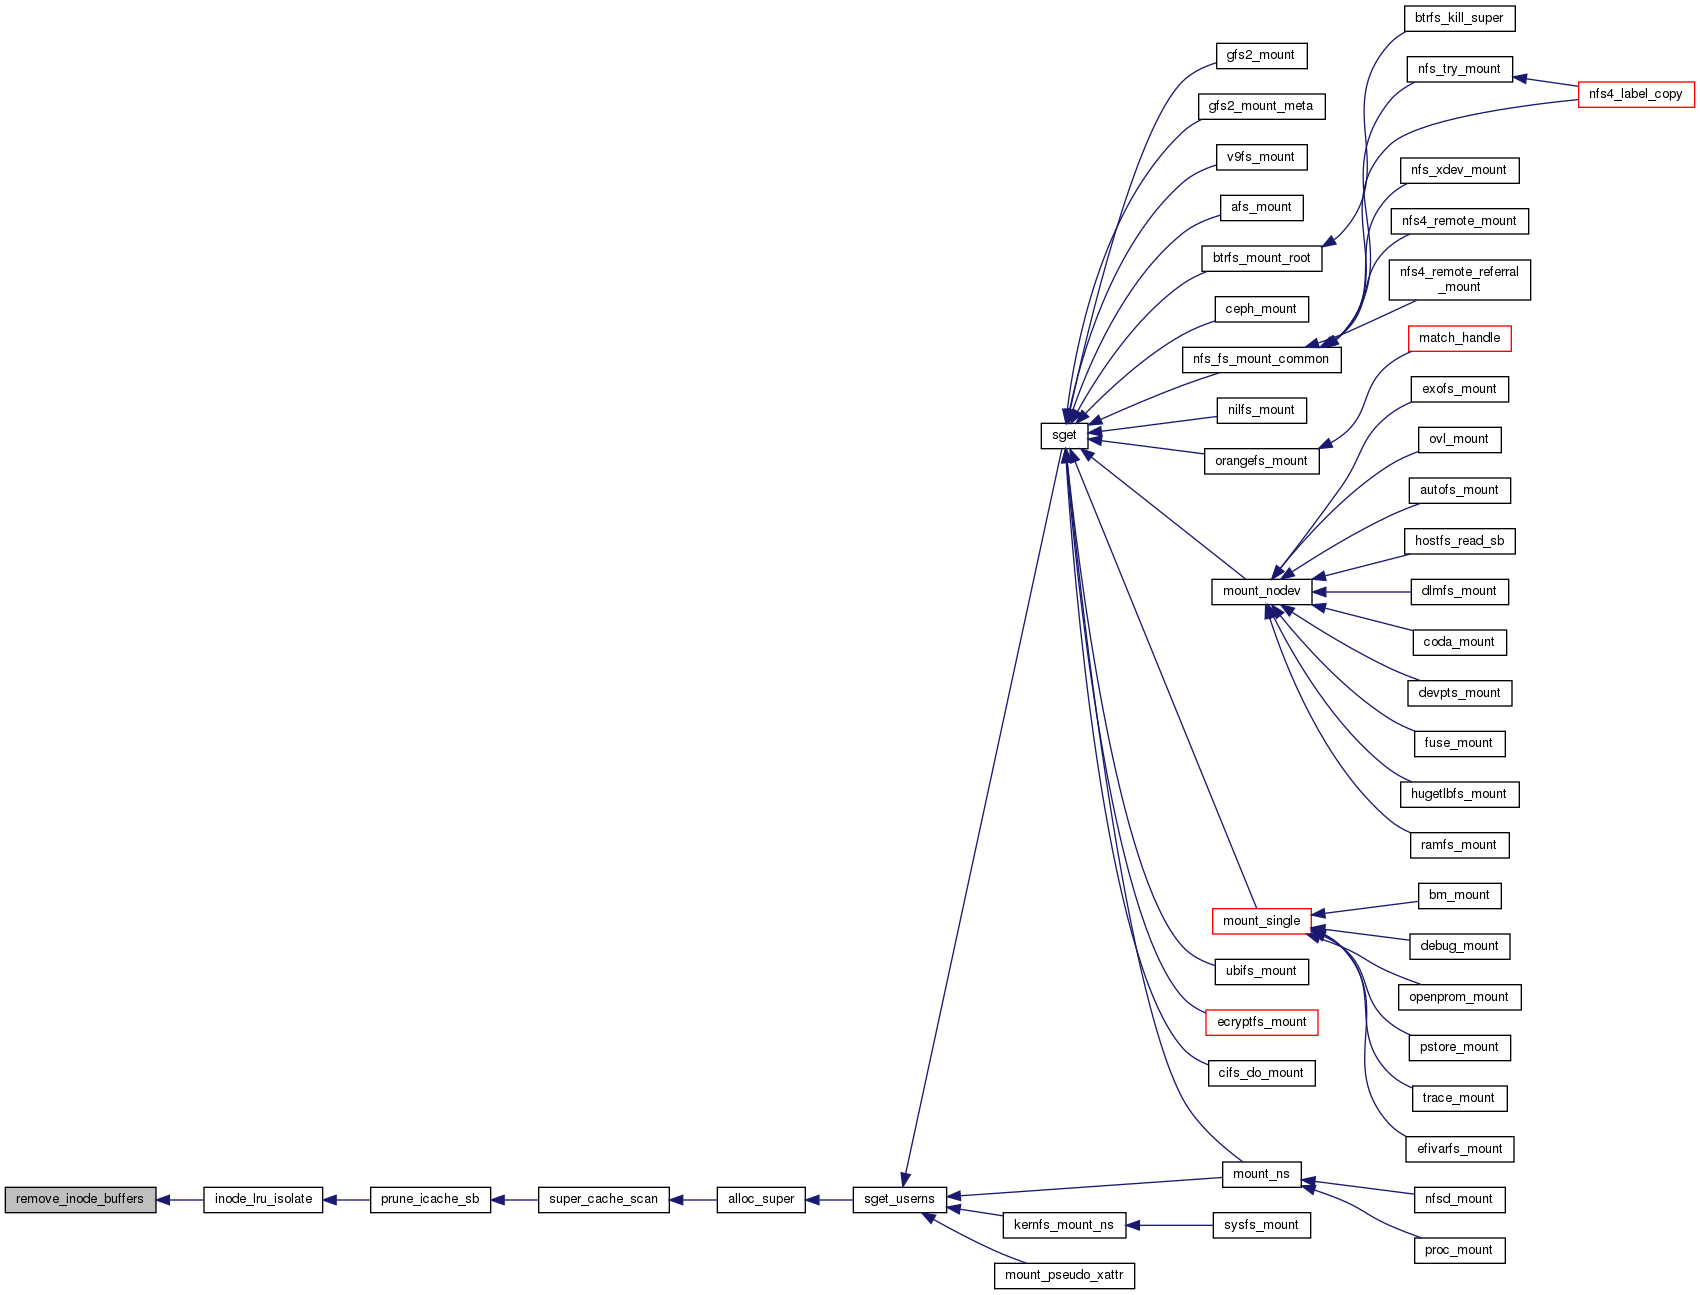 btrfs_kill_super
gfs2_mount
nfs_try_mount
nfs4_label_copy
gfs2_mount_meta
v9fs_mount
nfs_xdev_mount
afs_mount
nfs4_remote_mount
btrfs_mount_root
nfs4_remote_referral
_mount
ceph_mount
match_handle
nfs_fs_mount_common
exofs_mount
nilfs_mount
sget
ovl_mount
orangefs_mount
autofs_mount
hostfs_read_sb
mount_nodev
dlmfs_mount
coda_mount
devpts_mount
fuse_mount
hugetlbfs_mount
ramfs_mount
bm_mount
mount_single
debug_mount
ubifs_mount
openprom_mount
ecryptfs_mount
pstore_mount
cifs_do_mount
trace_mount
efivarfs_mount
mount_ns
remove_inode_buffers
inode_lru_isolate
prune_icache_sb
super_cache_scan
alloc_super
sget_userns
nfsd_mount
kernfs_mount_ns
sysfs_mount
proc_mount
mount_pseudo_xattr